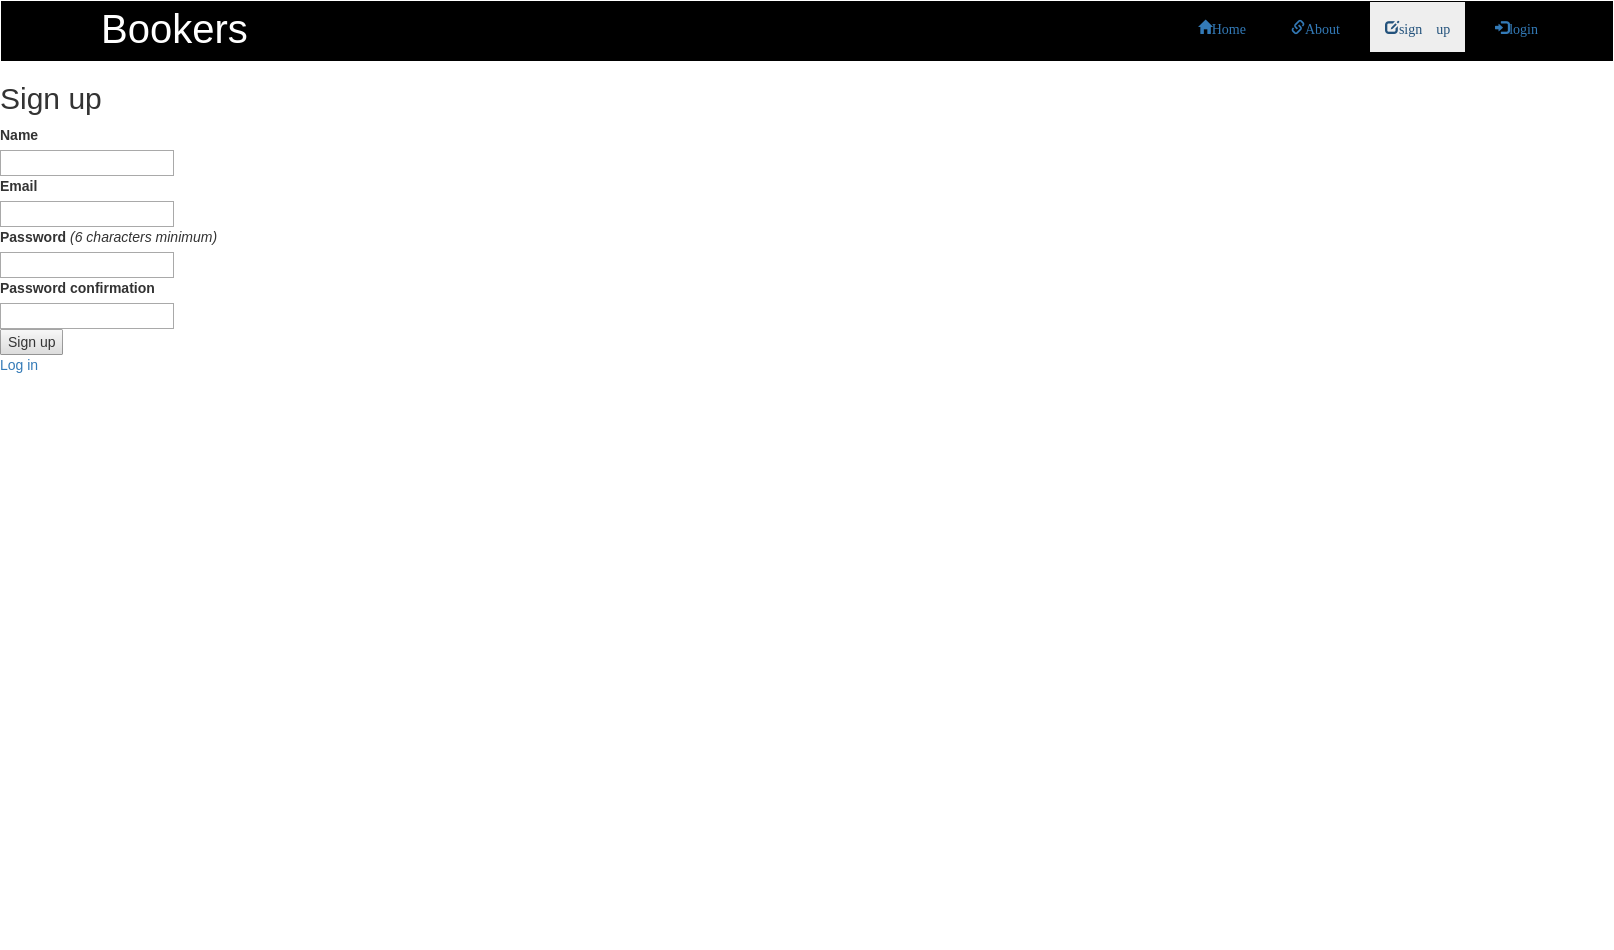 Bookers
Home About sign up login
Sign up
Name
Email
Password (6 characters minimum)
Password confirmation
Sign up
Log in